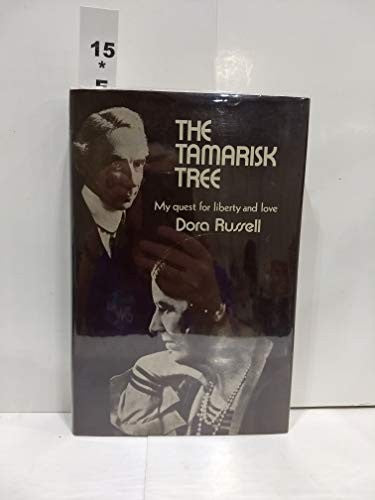 15
*
THE
TAMARISK
TREE
My quest for liberty and love
Dora Russell